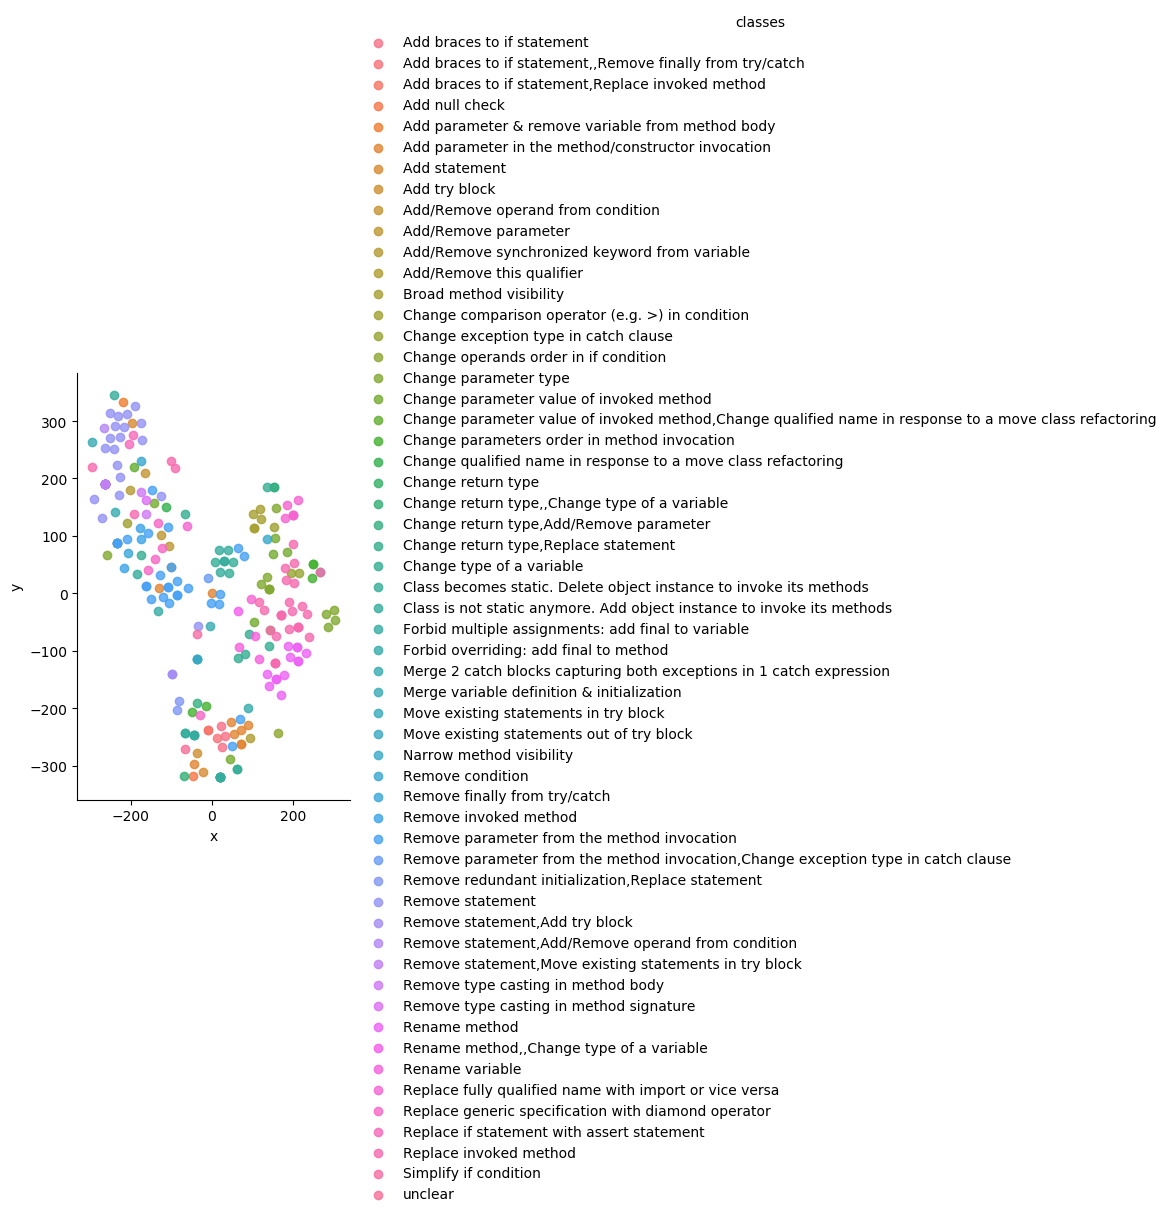 classes
Add braces to if statement
Add braces to if statement,,Remove finally from try/catch
Add braces to if statement,Replace invoked method
Add null check
Add parameter & remove variable from method body
Add parameter in the method/constructor invocation
Add statement
Add try block
Add/Remove operand from condition
Add/Remove parameter
Add/Remove synchronized keyword from variable
Add/Remove this qualifier
Broad method visibility
Change comparison operator (e.g. >) in condition
Change exception type in catch clause
Change operands order in if condition
Change parameter type
Change parameter value of invoked method
Change parameter value of invoked method,Change qualified name in response to a move class refactoring
Change parameters order in method invocation
Change qualified name in response to a move class refactoring
Change return type
Change return type,,Change type of a variable
Change return type,Add/Remove parameter
Change return type,Replace statement
Change type of a variable
Class becomes static. Delete object instance to invoke its methods
Class is not static anymore. Add object instance to invoke its methods
Forbid multiple assignments: add final to variable
Forbid overriding: add final to method
Merge 2 catch blocks capturing both exceptions in 1 catch expression
Merge variable definition & initialization
Move existing statements in try block
Move existing statements out of try block
Narrow method visibility
Remove condition
Remove finally from try/catch
Remove invoked method
Remove parameter from the method invocation
Remove parameter from the method invocation,Change exception type in catch clause
Remove redundant initialization,Replace statement
Remove statement
Remove statement,Add try block
Remove statement,Add/Remove operand from condition
Remove statement,Move existing statements in try block
Remove type casting in method body
Remove type casting in method signature
Rename method
Rename method,,Change type of a variable
Rename variable
Replace fully qualified name with import or vice versa
Replace generic specification with diamond operator
Replace if statement with assert statement
Replace invoked method
Simplify if condition
unclear
300
200
100
0
−100
−200
−300
y
−200
0
200
x